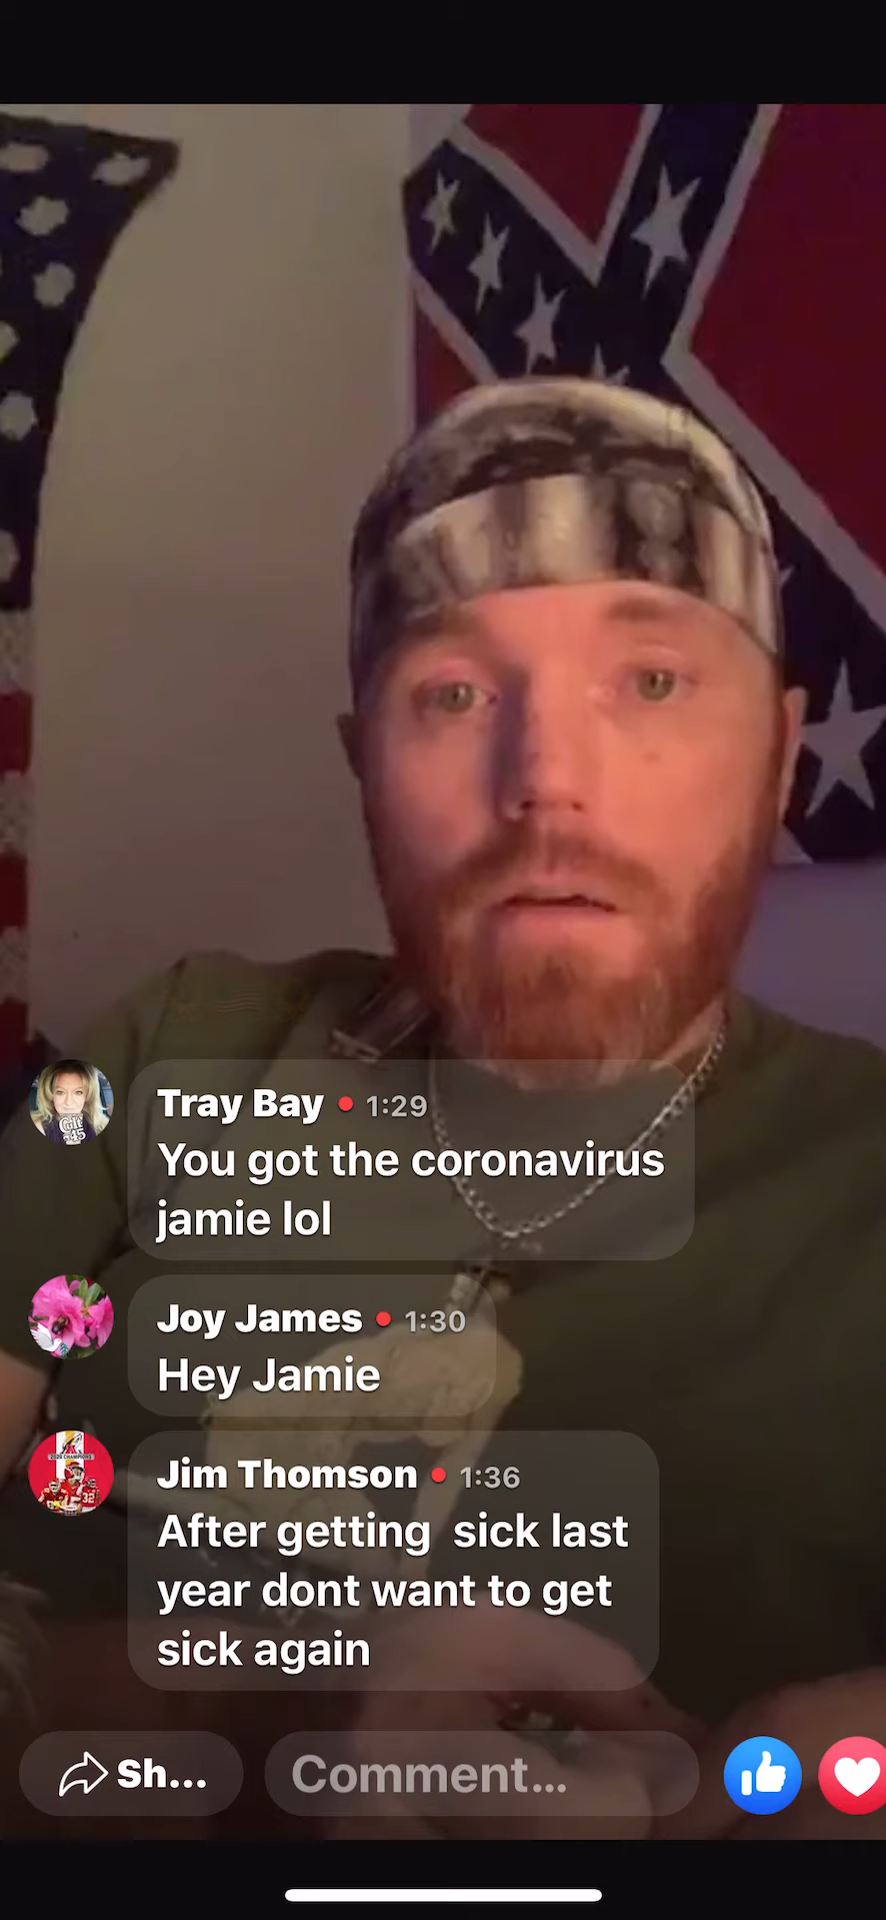 Tray Bay 1:29
You got the coronavirus
jamie lol
Joy James 1:30
Hey Jamie
Jim Thomson 1:36
After getting sick last
year dont want to get
sick again
Sh...
Comment...